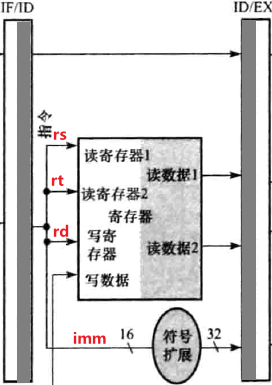 IF/ID
ID/EX
指令
rs
读寄存器1
读数据1
rt
读寄存器2
寄存器
rd
写寄
存器
读数据2
写数据
imm
16
符号
扩展
32